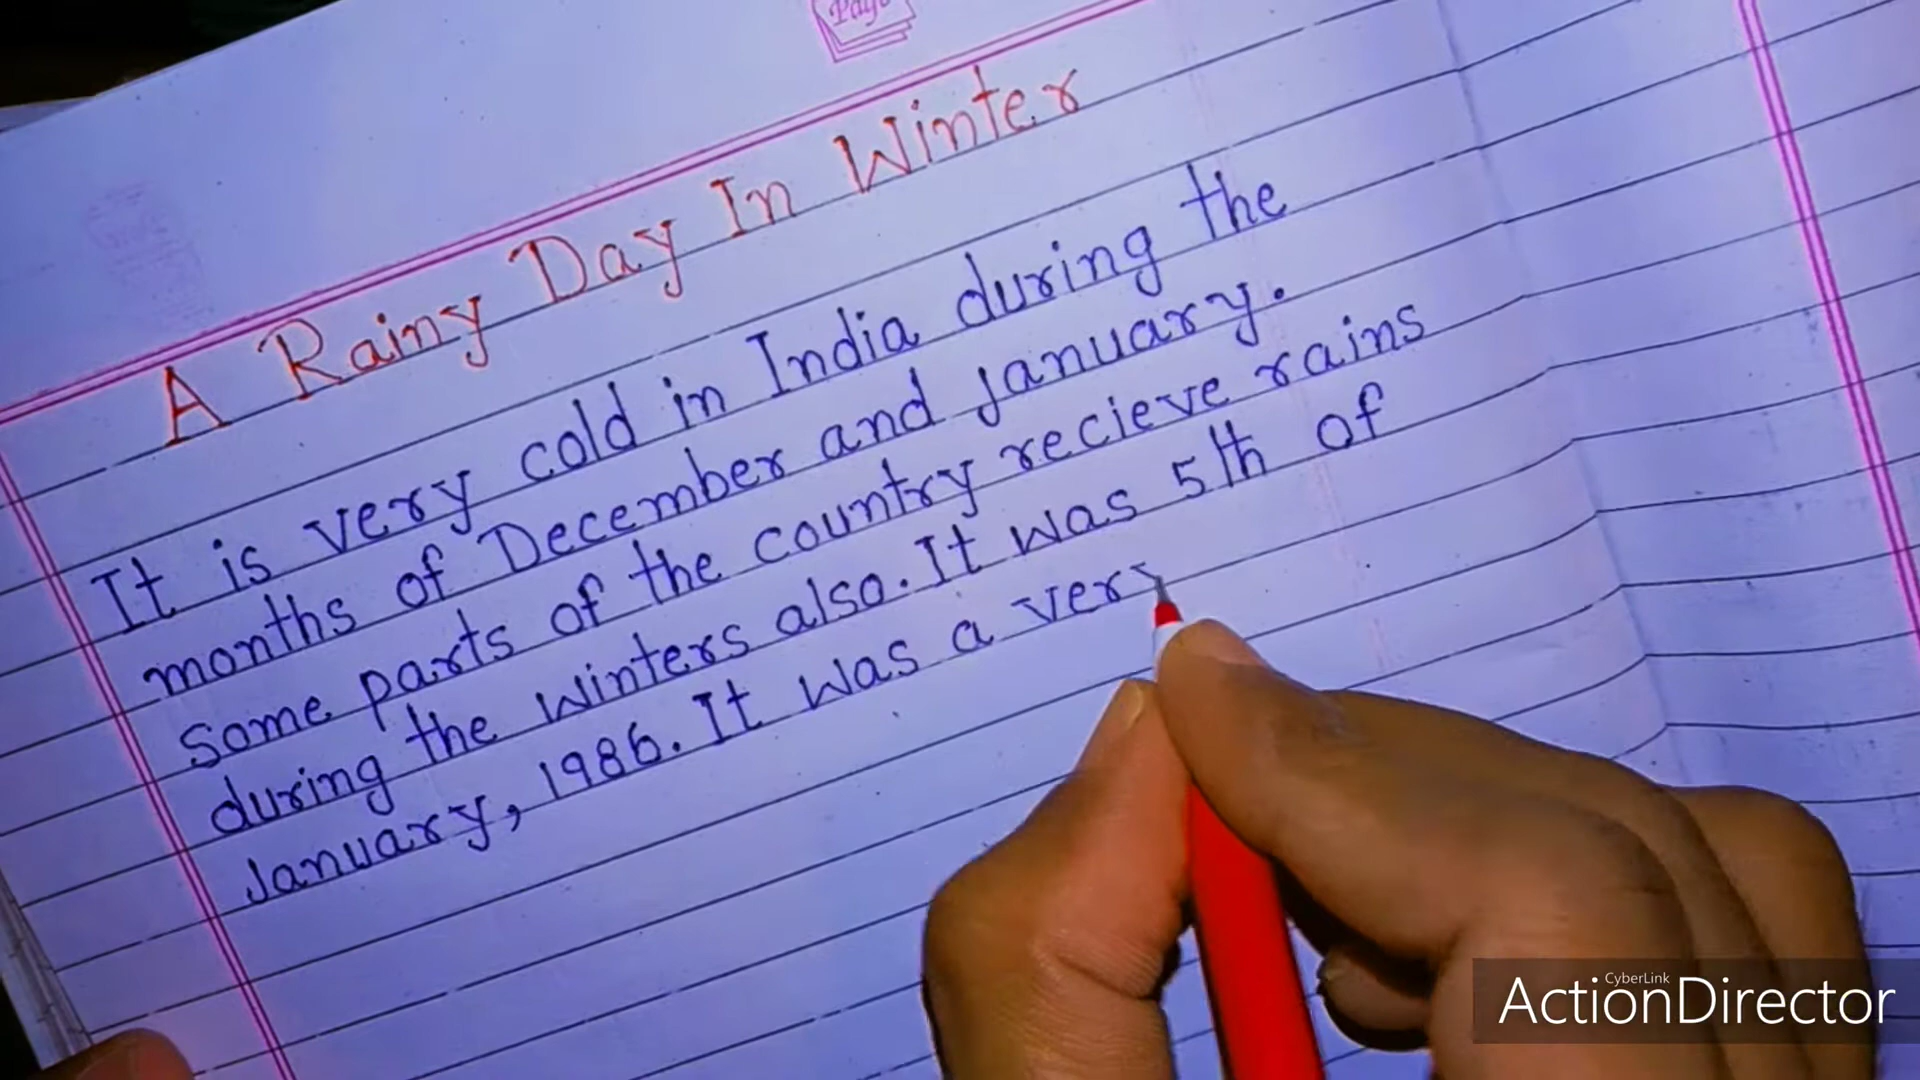 Page
A Rainy Day In Winter
It is very cold in India during the
months of December and January.
Some parts of the country recieve rains
during the winters also. It was 5th of
January, 1986. It was a very
CyberLink
ActionDirector